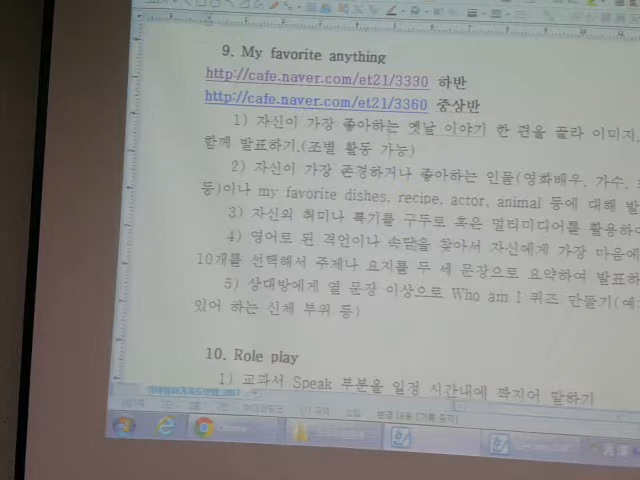 9. My favorite anything
http://cafe.naver.com/et21/3330 하반
http://cafe.naver.com/et21/3360 중상반
1) 자신이 가장 좋아하는 옛날 이야기 한 편을 골라 이미지,
함께 발표하기.(조별 활동 가능)
2) 자신이 가장 존경하거나 좋아하는 인물(영화배우, 가수,
등)이나 my favorite dishes, recipe, actor, animal 등에 대해 발
3) 자신의 취미나 특기를 구두로 혹은 멀티미디어를 활용하여
4) 영어로 된 격언이나 속담을 찾아서 자신에게 가장 마음에
10개를 선택해서 주제나 요지를 두 세 문장으로 요약하여 발표하
5) 상대방에게 열 문장 이상으로 Who am I 퀴즈 만들기(예:
있어 하는 신체 부위 등)
10. Role play
1) 교과서 Speak 부분을 일정 시간내에 짝지어 말하기